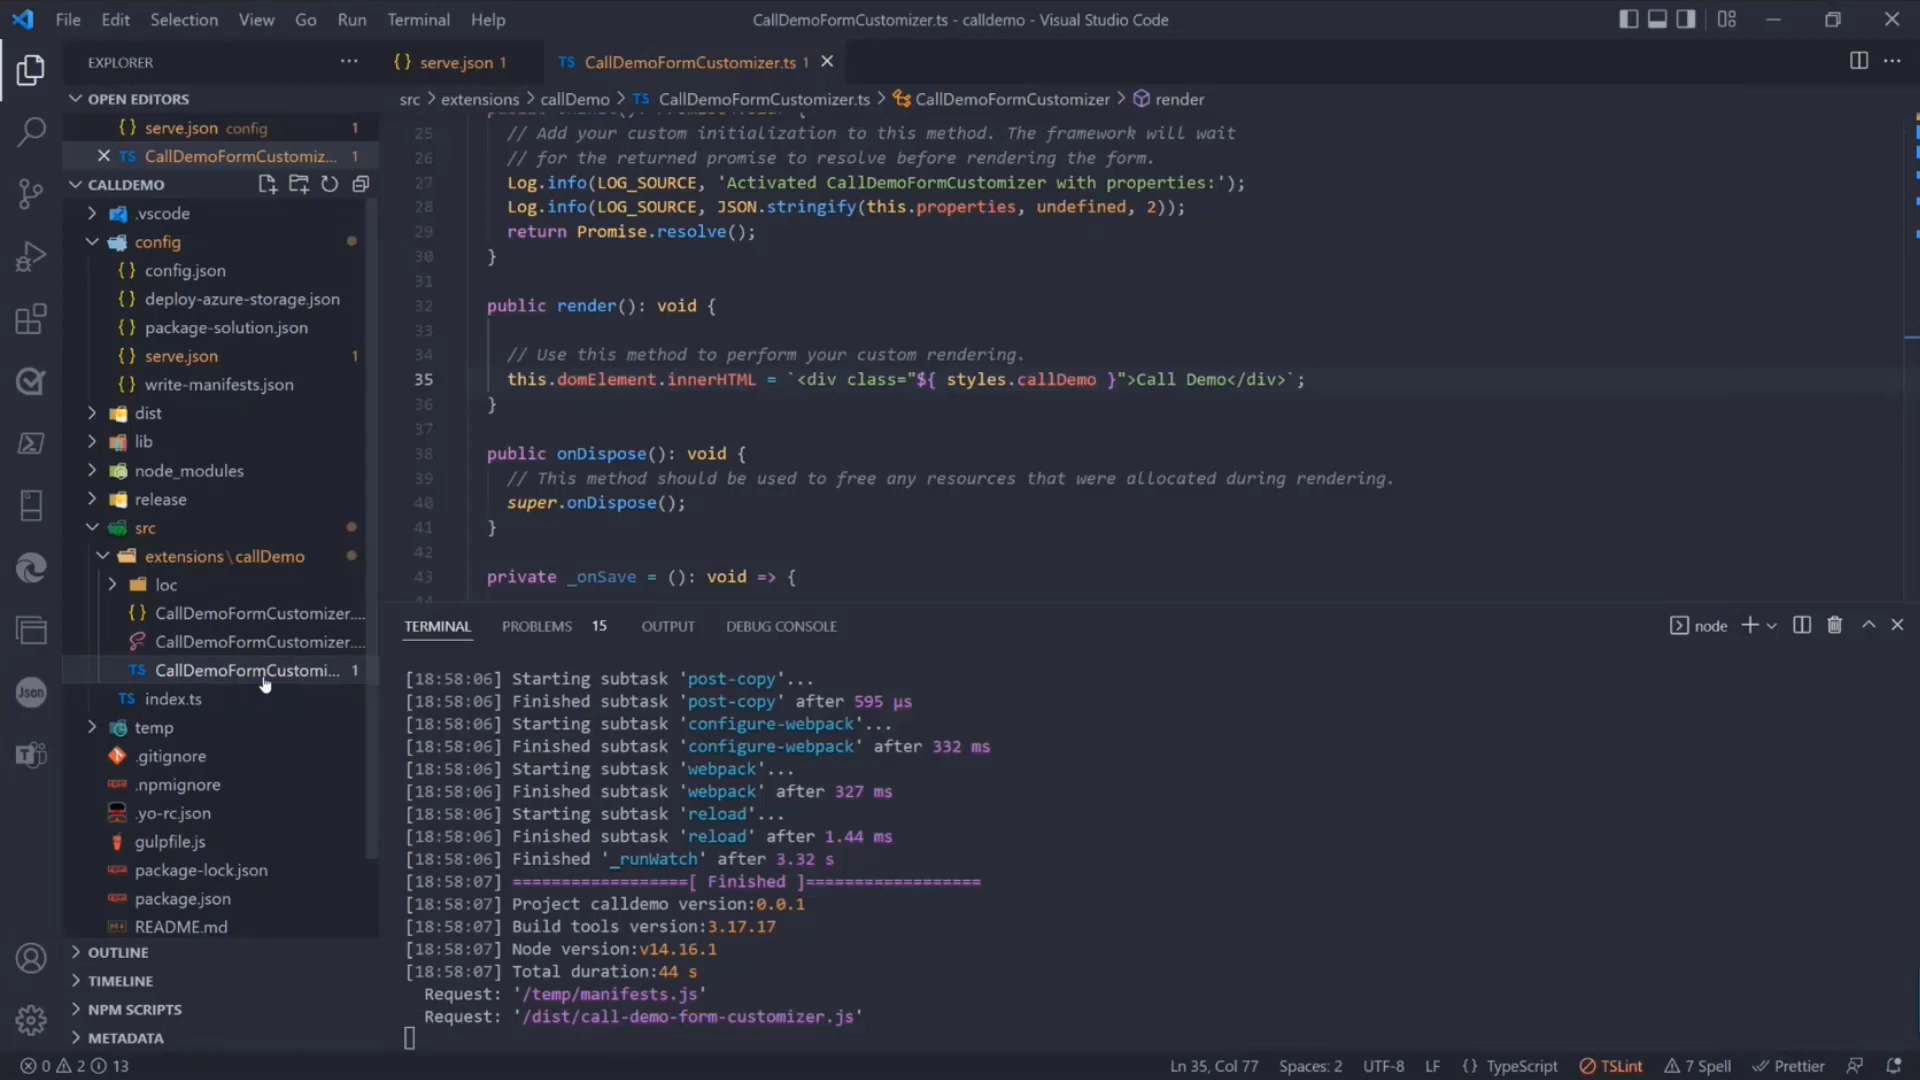 File Edit Selection View Go Run Terminal Help
CallDemoFormCustomizer.ts - calldemo - Visual Studio Code
EXPLORER
{} serve.json 1
TS CallDemoFormCustomizer.ts 1
OPEN EDITORS
{} serve.json config 1
TS CallDemoFormCustomiz... 1
src > extensions > callDemo > TS CallDemoFormCustomizer.ts > CallDemoFormCustomizer > render
CALLDEMO
.vscode
config
{} config.json
{} deploy-azure-storage.json
{} package-solution.json
{} serve.json 1
{} write-manifests.json
dist
lib
node_modules
release
src
extensions\callDemo
loc
{} CallDemoFormCustomizer....
CallDemoFormCustomizer....
TS CallDemoFormCustomi... 1
TS index.ts
temp
.gitignore
.npmignore
.yo-rc.json
gulpfile.js
package-lock.json
package.json
README.md
OUTLINE
TIMELINE
NPM SCRIPTS
METADATA
Json
25 // Add your custom initialization to this method. The framework will wait
26 // for the returned promise to resolve before rendering the form.
27 Log.info(LOG_SOURCE, 'Activated CallDemoFormCustomizer with properties:');
28 Log.info(LOG_SOURCE, JSON.stringify(this.properties, undefined, 2));
29 return Promise.resolve();
30 }
31
32 public render(): void {
33
34 // Use this method to perform your custom rendering.
35 this.domElement.innerHTML = `<div class="${ styles.callDemo }">Call Demo</div>`;
36 }
37
38 public onDispose(): void {
39 // This method should be used to free any resources that were allocated during rendering.
40 super.onDispose();
41 }
42
43 private _onSave = (): void => {
TERMINAL PROBLEMS 15 OUTPUT DEBUG CONSOLE
node
[18:58:06] Starting subtask 'post-copy'...
[18:58:06] Finished subtask 'post-copy' after 595 μs
[18:58:06] Starting subtask 'configure-webpack'...
[18:58:06] Finished subtask 'configure-webpack' after 332 ms
[18:58:06] Starting subtask 'webpack'...
[18:58:06] Finished subtask 'webpack' after 327 ms
[18:58:06] Starting subtask 'reload'...
[18:58:06] Finished subtask 'reload' after 1.44 ms
[18:58:06] Finished '_runWatch' after 3.32 s
[18:58:07] ==================[ Finished ]==================
[18:58:07] Project calldemo version:0.0.1
[18:58:07] Build tools version:3.17.17
[18:58:07] Node version:v14.16.1
[18:58:07] Total duration:44 s
Request: '/temp/manifests.js'
Request: '/dist/call-demo-form-customizer.js'
0 2 13
Ln 35, Col 77 Spaces: 2 UTF-8 LF {} TypeScript TSLint 7 Spell Prettier